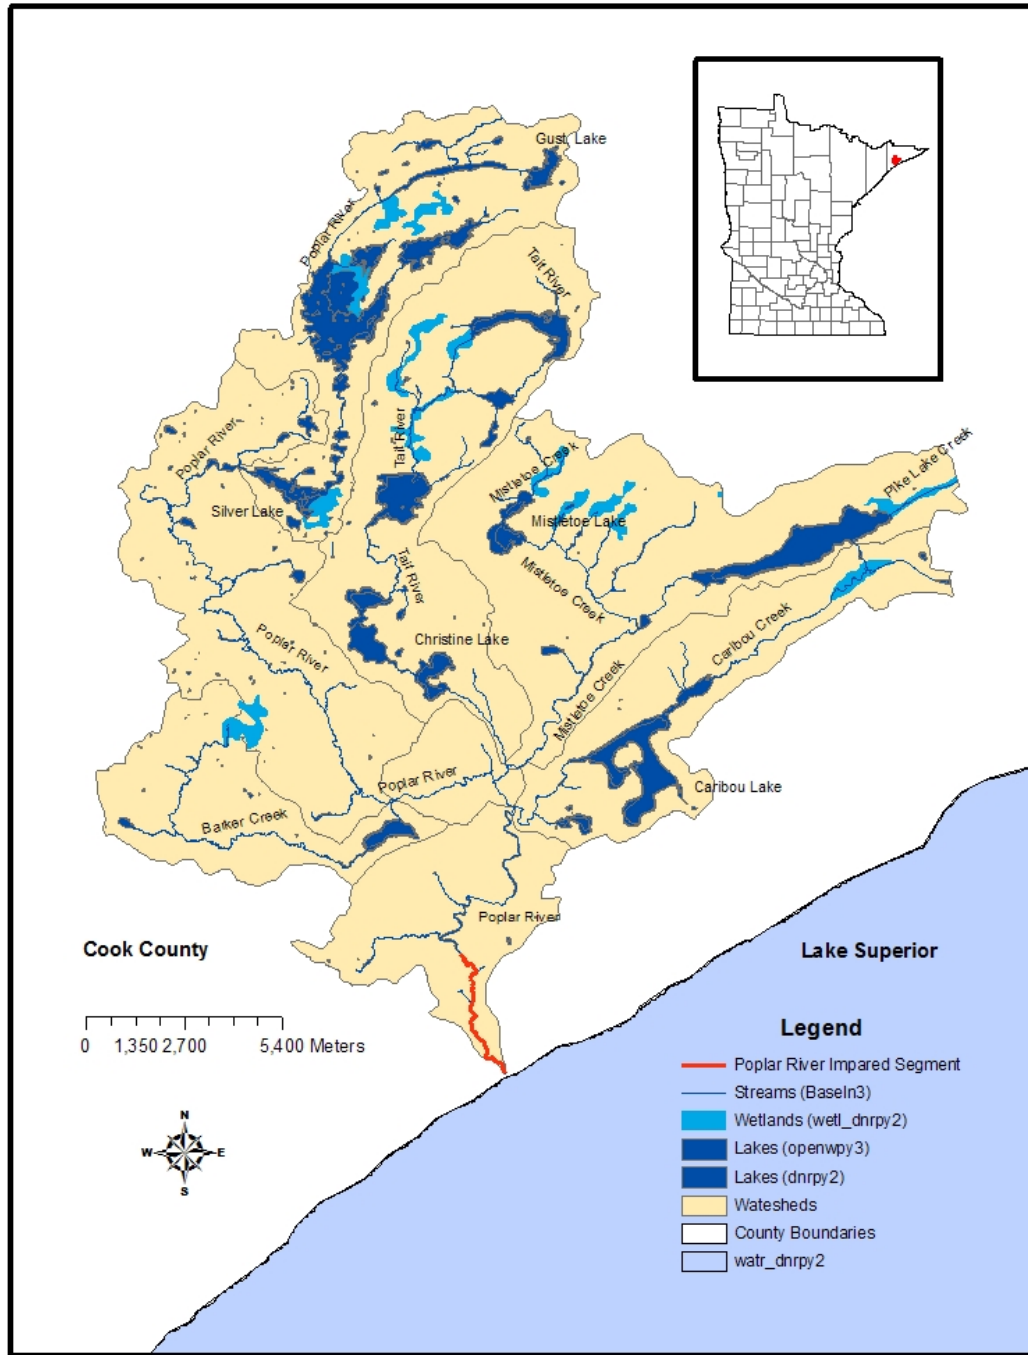 Gust. Lake
Poplar River
Tait River
Tait River
Poplar River
Mistletoe Creek
Pike Lake Creek
Silver Lake
Mistletoe Lake
Tait River
Mistletoe Creek
Poplar River
Christine Lake
Caribou Creek
Mistletoe Creek
Poplar River
Caribou Lake
Barker Creek
Poplar River
Cook County
Lake Superior
0 1,350 2,700 5,400 Meters
Legend
Poplar River Impared Segment
Streams (Baseln3)
Wetlands (wetl_dnrpy2)
Lakes (openwpy3)
Lakes (dnrpy2)
Watesheds
County Boundaries
watr_dnrpy2
N
W E
S